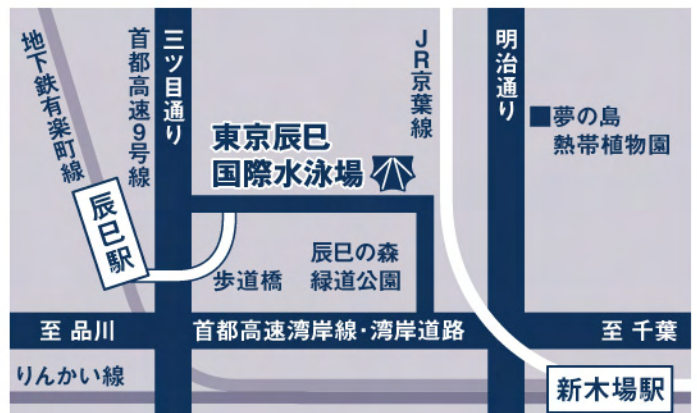 地下鉄有楽町線
首都高速9号線
三ツ目通り
JR京葉線
明治通り
夢の島
熱帯植物園
東京辰巳
国際水泳場
辰巳駅
歩道橋
辰巳の森
緑道公園
至 品川
首都高速湾岸線・湾岸道路
至 千葉
りんかい線
新木場駅